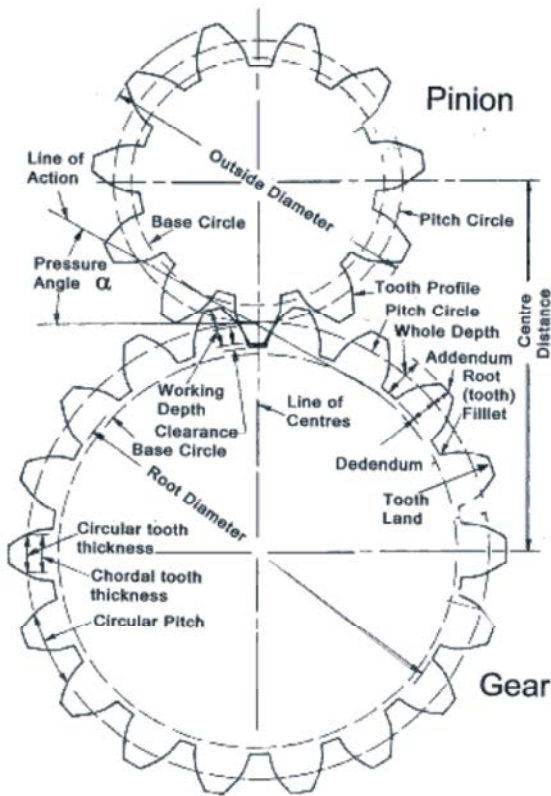 Pinion
Line of
Action
Outside Diameter
Base Circle
Pitch Circle
Pressure
Angle α
Tooth Profile
Pitch Circle
Whole Depth
Centre
Distance
Addendum
Root
(tooth)
Filllet
Working
Depth
Clearance
Line of
Centres
Base Circle
Root Diameter
Dedendum
Tooth
Land
Circular tooth
thickness
Chordal tooth
thickness
Circular Pitch
Gear